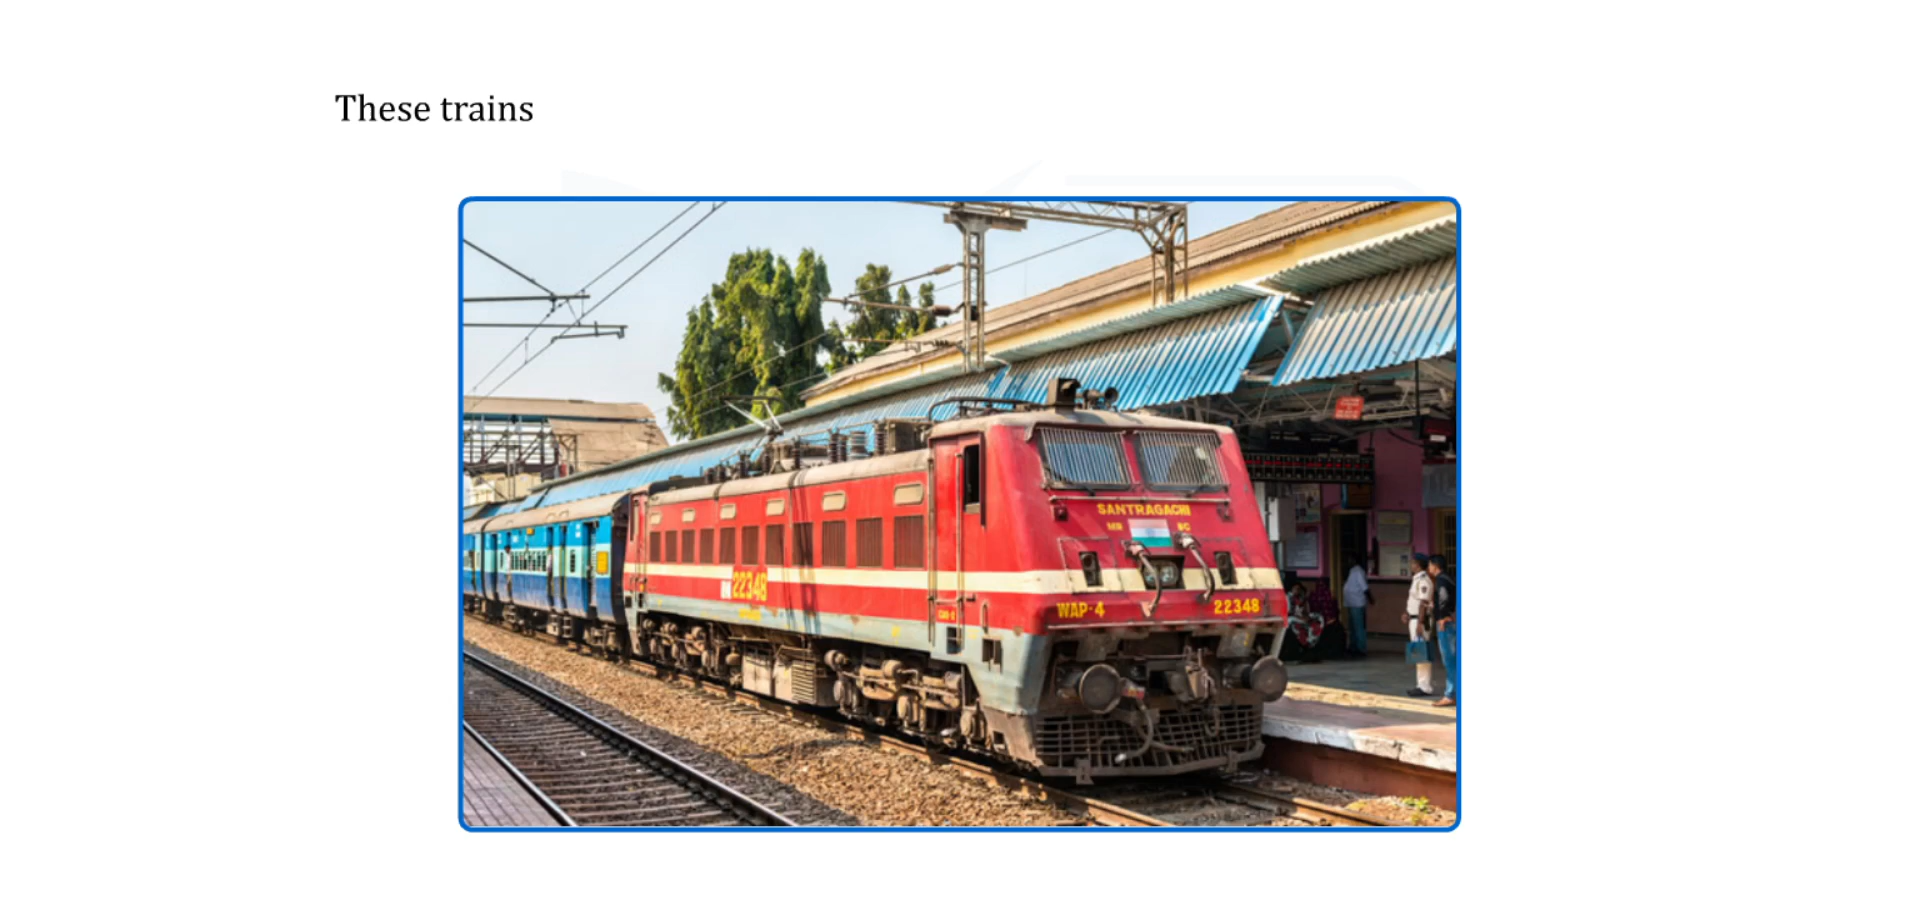 These trains
SANTRAGACHI
22348
WAP-4
22348